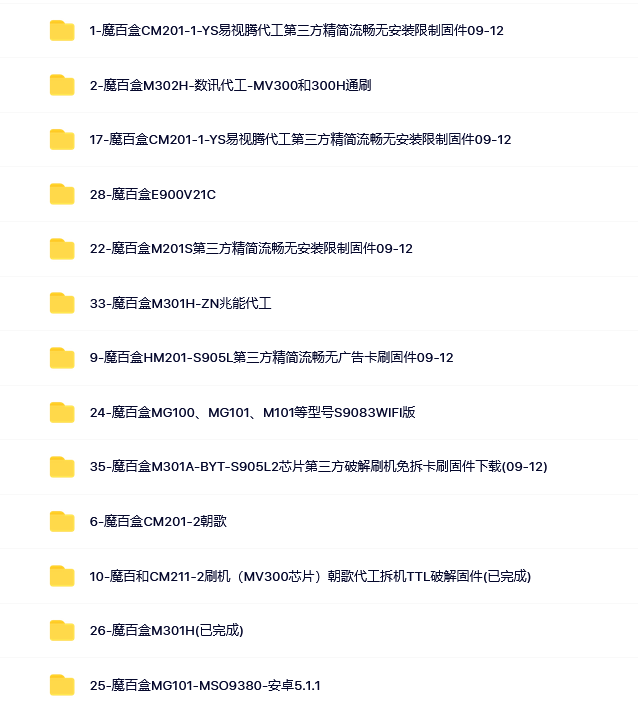 1-魔百盒CM201-1-YS易视腾代工第三方精简流畅无安装限制固件09-12
2-魔百盒M302H-数讯代工-MV300和300H通刷
17-魔百盒CM201-1-YS易视腾代工第三方精简流畅无安装限制固件09-12
28-魔百盒E900V21C
22-魔百盒M201S第三方精简流畅无安装限制固件09-12
33-魔百盒M301H-ZN兆能代工
9-魔百盒HM201-S905L第三方精简流畅无广告卡刷固件09-12
24-魔百盒MG100、MG101、M101等型号S9083WIFI版
35-魔百盒M301A-BYT-S905L2芯片第三方破解刷机免拆卡刷固件下载(09-12)
6-魔百盒CM201-2朝歌
10-魔百和CM211-2刷机（MV300芯片）朝歌代工拆机TTL破解固件(已完成)
26-魔百盒M301H(已完成)
25-魔百盒MG101-MSO9380-安卓5.1.1